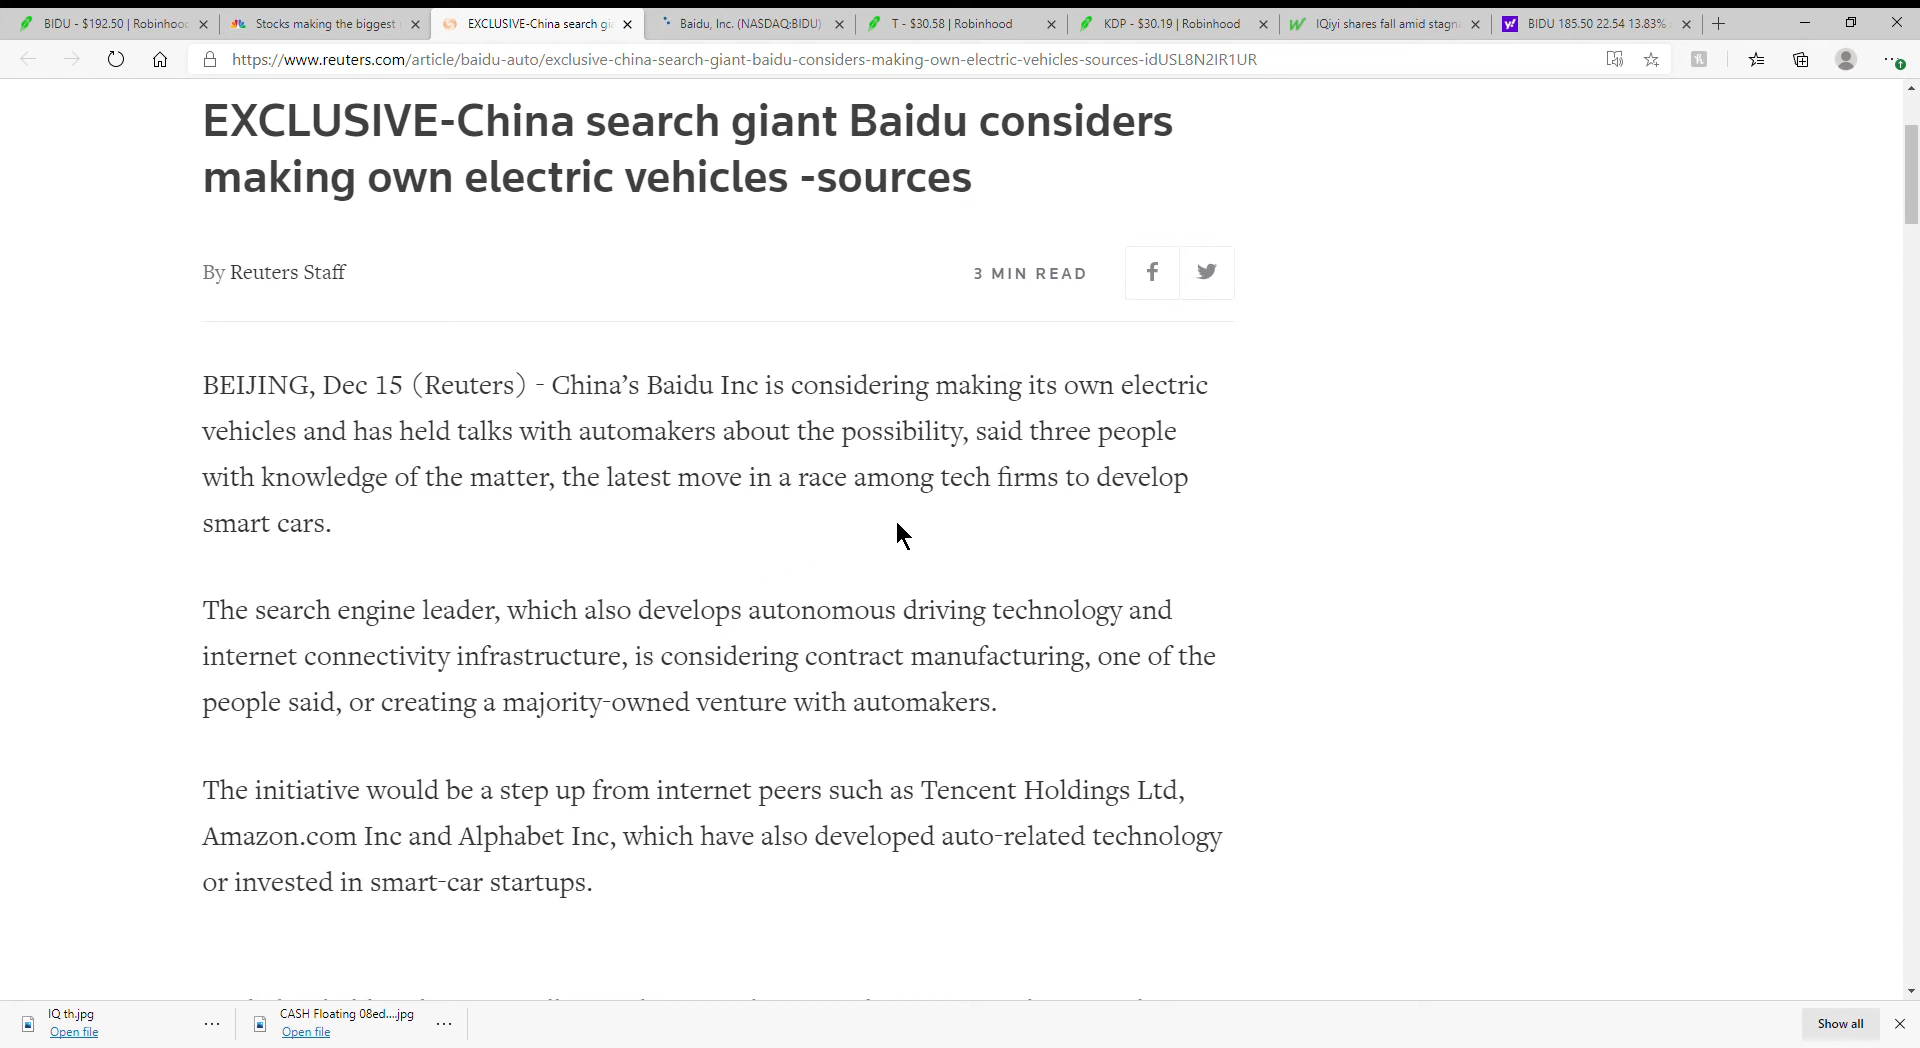 BIDU - $192.50 | Robinhood
Stocks making the biggest
EXCLUSIVE-China search gi
Baidu, Inc. (NASDAQ:BIDU)
T - $30.58 | Robinhood
KDP - $30.19 | Robinhood
IQiyi shares fall amid stagn
BIDU 185.50 22.54 13.83%
https://www.reuters.com/article/baidu-auto/exclusive-china-search-giant-baidu-considers-making-own-electric-vehicles-sources-idUSL8N2IR1UR
EXCLUSIVE-China search giant Baidu considers
making own electric vehicles -sources
By Reuters Staff
3 MIN READ
BEIJING, Dec 15 (Reuters) - China’s Baidu Inc is considering making its own electric
vehicles and has held talks with automakers about the possibility, said three people
with knowledge of the matter, the latest move in a race among tech firms to develop
smart cars.
The search engine leader, which also develops autonomous driving technology and
internet connectivity infrastructure, is considering contract manufacturing, one of the
people said, or creating a majority-owned venture with automakers.
The initiative would be a step up from internet peers such as Tencent Holdings Ltd,
Amazon.com Inc and Alphabet Inc, which have also developed auto-related technology
or invested in smart-car startups.
IQ th.jpg
Open file
CASH Floating 08ed....jpg
Open file
Show all